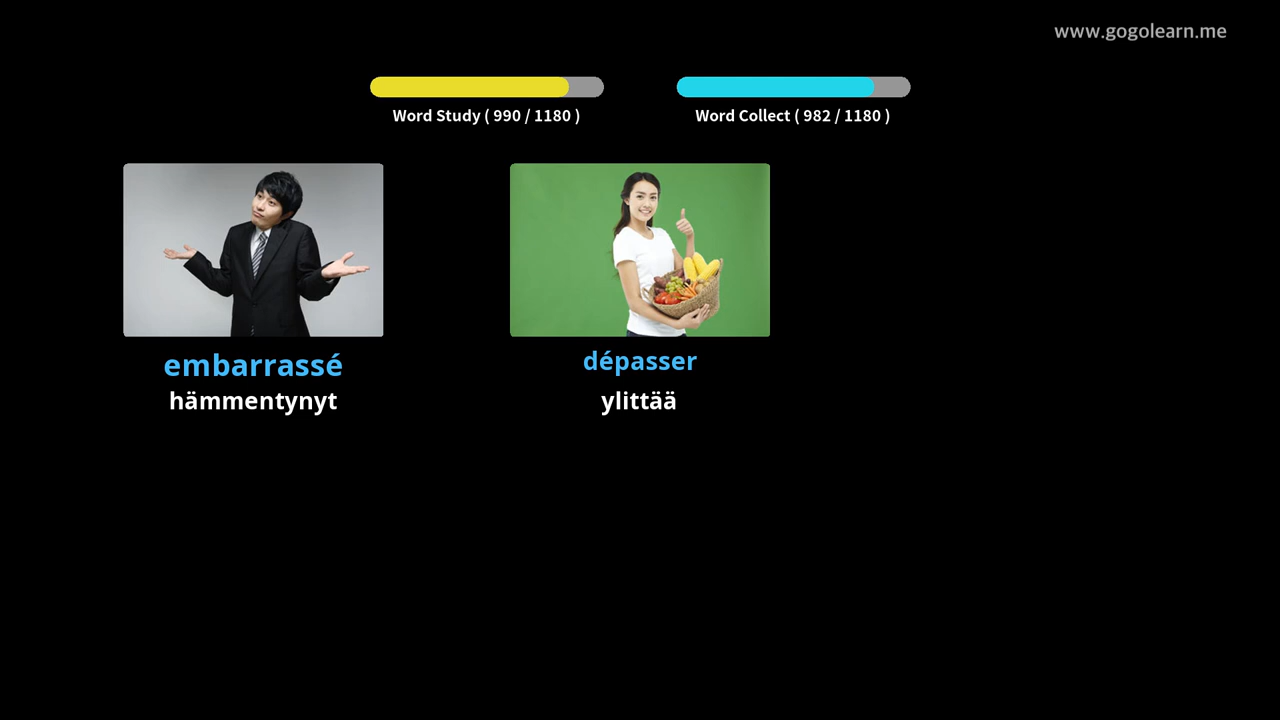 www.gogolearn.me
Word Study ( 990 / 1180 )
Word Collect ( 982 / 1180 )
embarrassé
hämmentynyt
dépasser
ylittää